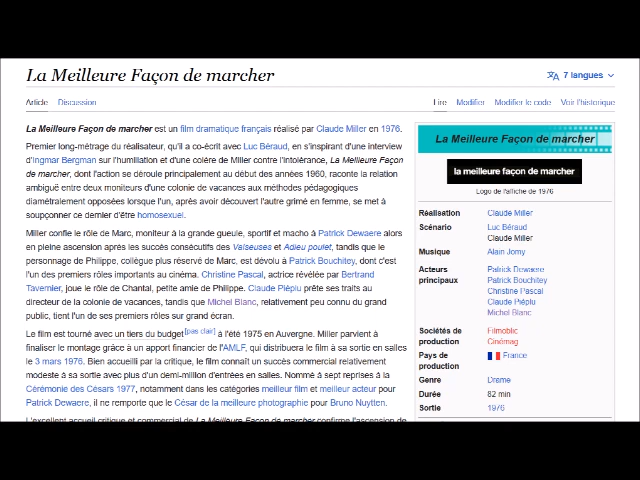 La Meilleure Façon de marcher
7 langues
Article Discussion
Lire Modifier Modifier le code Voir l'historique
La Meilleure Façon de marcher est un film dramatique français réalisé par Claude Miller en 1976.
Premier long-métrage du réalisateur, qu'il a co-écrit avec Luc Béraud, en s'inspirant d'une interview
d'Ingmar Bergman sur l'humiliation et d'une colère de Miller contre l'intolérance, La Meilleure Façon
de marcher, dont l'action se déroule principalement au début des années 1960, raconte la relation
ambiguë entre deux moniteurs d'une colonie de vacances aux méthodes pédagogiques
diamétralement opposées lorsque l'un, après avoir découvert l'autre grimé en femme, se met à
soupçonner ce dernier d'être homosexuel.
Miller confie le rôle de Marc, moniteur à la grande gueule, sportif et macho à Patrick Dewaere alors
en pleine ascension après les succès consécutifs des Valseuses et Adieu poulet, tandis que le
personnage de Philippe, collègue plus réservé de Marc, est dévolu à Patrick Bouchitey, dont c'est
l'un des premiers rôles importants au cinéma. Christine Pascal, actrice révélée par Bertrand
Tavernier, joue le rôle de Chantal, petite amie de Philippe. Claude Piéplu prête ses traits au
directeur de la colonie de vacances, tandis que Michel Blanc, relativement peu connu du grand
public, tient l'un de ses premiers rôles sur grand écran.
Le film est tourné avec un tiers du budget[pas clair] à l'été 1975 en Auvergne. Miller parvient à
finaliser le montage grâce à un apport financier de l'AMLF, qui distribuera le film à sa sortie en salles
le 3 mars 1976. Bien accueilli par la critique, le film connaît un succès commercial relativement
modeste à sa sortie avec plus d'un demi-million d'entrées en salles. Nommé à sept reprises à la
Cérémonie des Césars 1977, notamment dans les catégories meilleur film et meilleur acteur pour
Patrick Dewaere, il ne remporte que le César de la meilleure photographie pour Bruno Nuytten.
L'excellent accueil critique et commercial de La Meilleure Façon de marcher confirme l'ascension de
La Meilleure Façon de marcher
la meilleure façon de marcher
Logo de l'affiche de 1976
Réalisation Claude Miller
Scénario Luc Béraud
Claude Miller
Musique Alain Jomy
Acteurs Patrick Dewaere
principaux Patrick Bouchitey
Christine Pascal
Claude Piéplu
Michel Blanc
Sociétés de Filmoblic
production Cinémag
Pays de France
production
Genre Drame
Durée 82 min
Sortie 1976